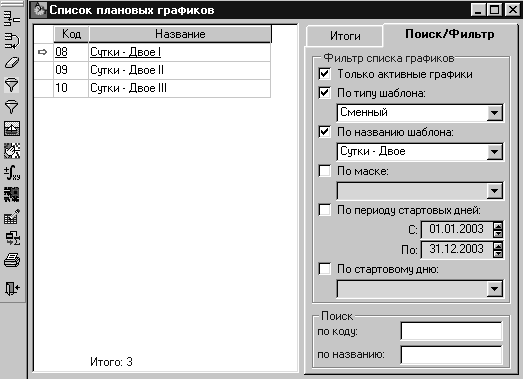 Список плановых графиков
Код Название
08 Сутки - Двое I
09 Сутки - Двое II
10 Сутки - Двое III
Итого: 3
Итоги Поиск/Фильтр
Фильтр списка графиков
Только активные графики
По типу шаблона:
Сменный
По названию шаблона:
Сутки - Двое
По маске:
По периоду стартовых дней:
С: 01.01.2003
По: 31.12.2003
По стартовому дню:
Поиск
по коду:
по названию: